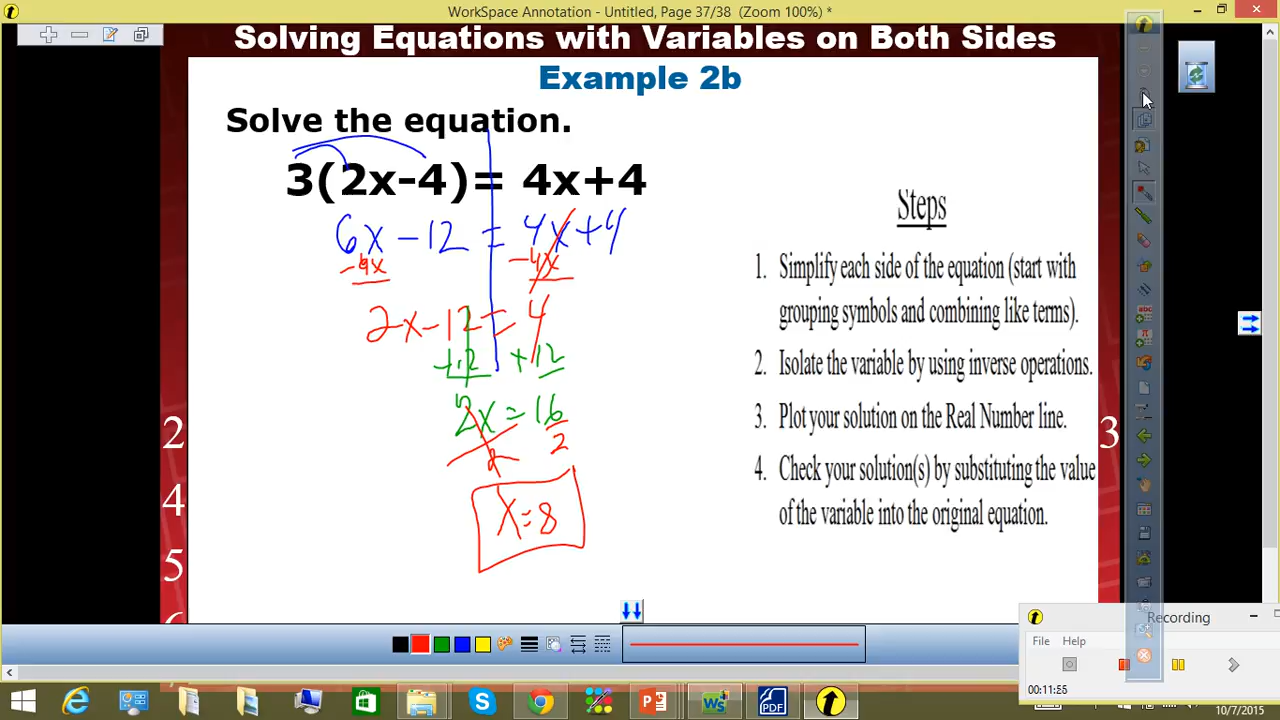 WorkSpace Annotation - Untitled, Page 37/38 (Zoom 100%) *
Solving Equations with Variables on Both Sides
Example 2b
Solve the equation.
3(2x-4)= 4x+4
6x -12 = 4x+4
-4x -4x
2x-12 = 4
+12 +12
2x = 16
2 2
x=8
Steps
1. Simplify each side of the equation (start with
grouping symbols and combining like terms).
2. Isolate the variable by using inverse operations.
3. Plot your solution on the Real Number line.
4. Check your solution(s) by substituting the value
of the variable into the original equation.
2
3
4
5
Recording
File Help
00:11:55
10/7/2015